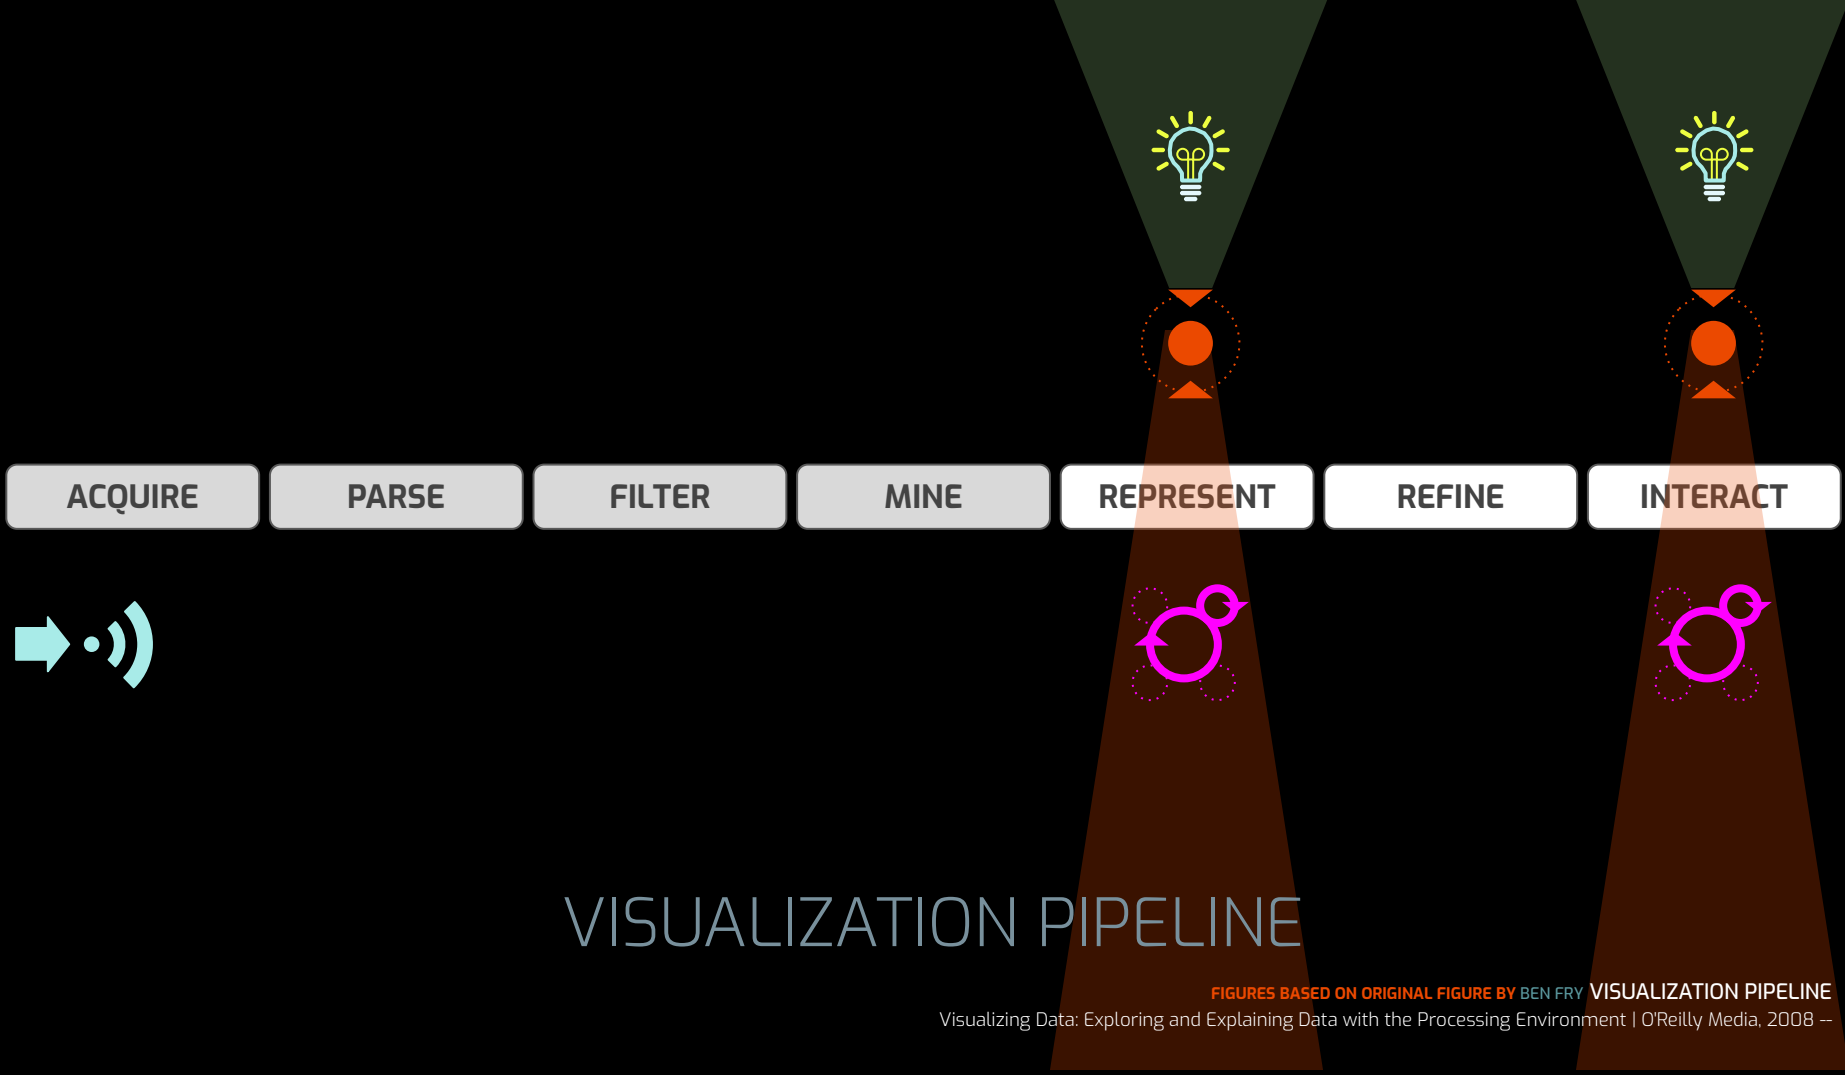 ACQUIRE PARSE FILTER MINE REPRESENT REFINE INTERACT
VISUALIZATION PIPELINE
FIGURES BASED ON ORIGINAL FIGURE BY BEN FRY VISUALIZATION PIPELINE
Visualizing Data: Exploring and Explaining Data with the Processing Environment | O'Reilly Media, 2008 --